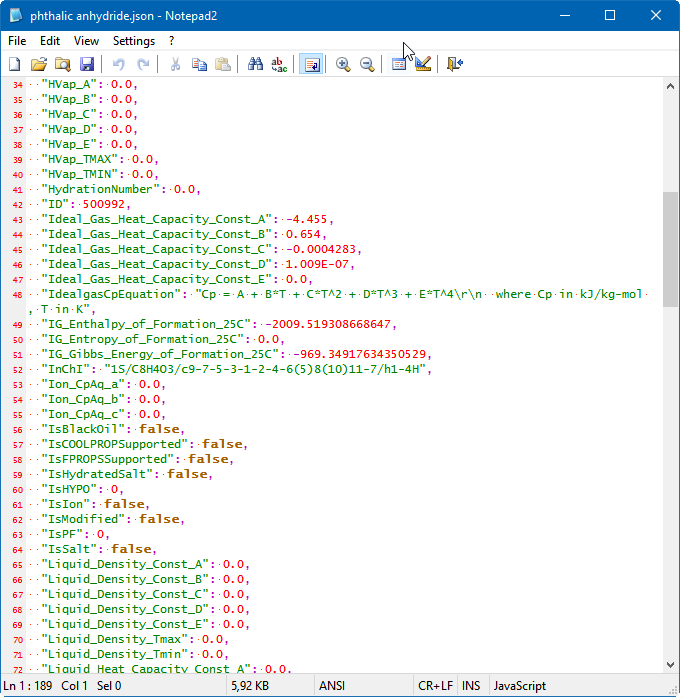 phthalic anhydride.json - Notepad2
File Edit View Settings ?
34 "HVap_A": 0.0,
35 "HVap_B": 0.0,
36 "HVap_C": 0.0,
37 "HVap_D": 0.0,
38 "HVap_E": 0.0,
39 "HVap_TMAX": 0.0,
40 "HVap_TMIN": 0.0,
41 "HydrationNumber": 0.0,
42 "ID": 500992,
43 "Ideal_Gas_Heat_Capacity_Const_A": -4.455,
44 "Ideal_Gas_Heat_Capacity_Const_B": 0.654,
45 "Ideal_Gas_Heat_Capacity_Const_C": -0.0004283,
46 "Ideal_Gas_Heat_Capacity_Const_D": 1.009E-07,
47 "Ideal_Gas_Heat_Capacity_Const_E": 0.0,
48 "IdealgasCpEquation": "Cp = A + B*T + C*T^2 + D*T^3 + E*T^4\r\n  where Cp in kJ/kg-mol
, T in K",
49 "IG_Enthalpy_of_Formation_25C": -2009.519308668647,
50 "IG_Entropy_of_Formation_25C": 0.0,
51 "IG_Gibbs_Energy_of_Formation_25C": -969.34917634350529,
52 "InChI": "1S/C8H4O3/c9-7-5-3-1-2-4-6(5)8(10)11-7/h1-4H",
53 "Ion_CpAq_a": 0.0,
54 "Ion_CpAq_b": 0.0,
55 "Ion_CpAq_c": 0.0,
56 "IsBlackOil": false,
57 "IsCOOLPROPSupported": false,
58 "IsFPROPSSupported": false,
59 "IsHydratedSalt": false,
60 "IsHYPO": 0,
61 "IsIon": false,
62 "IsModified": false,
63 "IsPF": 0,
64 "IsSalt": false,
65 "Liquid_Density_Const_A": 0.0,
66 "Liquid_Density_Const_B": 0.0,
67 "Liquid_Density_Const_C": 0.0,
68 "Liquid_Density_Const_D": 0.0,
69 "Liquid_Density_Const_E": 0.0,
70 "Liquid_Density_Tmax": 0.0,
71 "Liquid_Density_Tmin": 0.0,
72 "Liquid_Heat_Capacity_Const_A": 0.0,
Ln 1 : 189 Col 1 Sel 0 5,92 KB ANSI CR+LF INS JavaScript